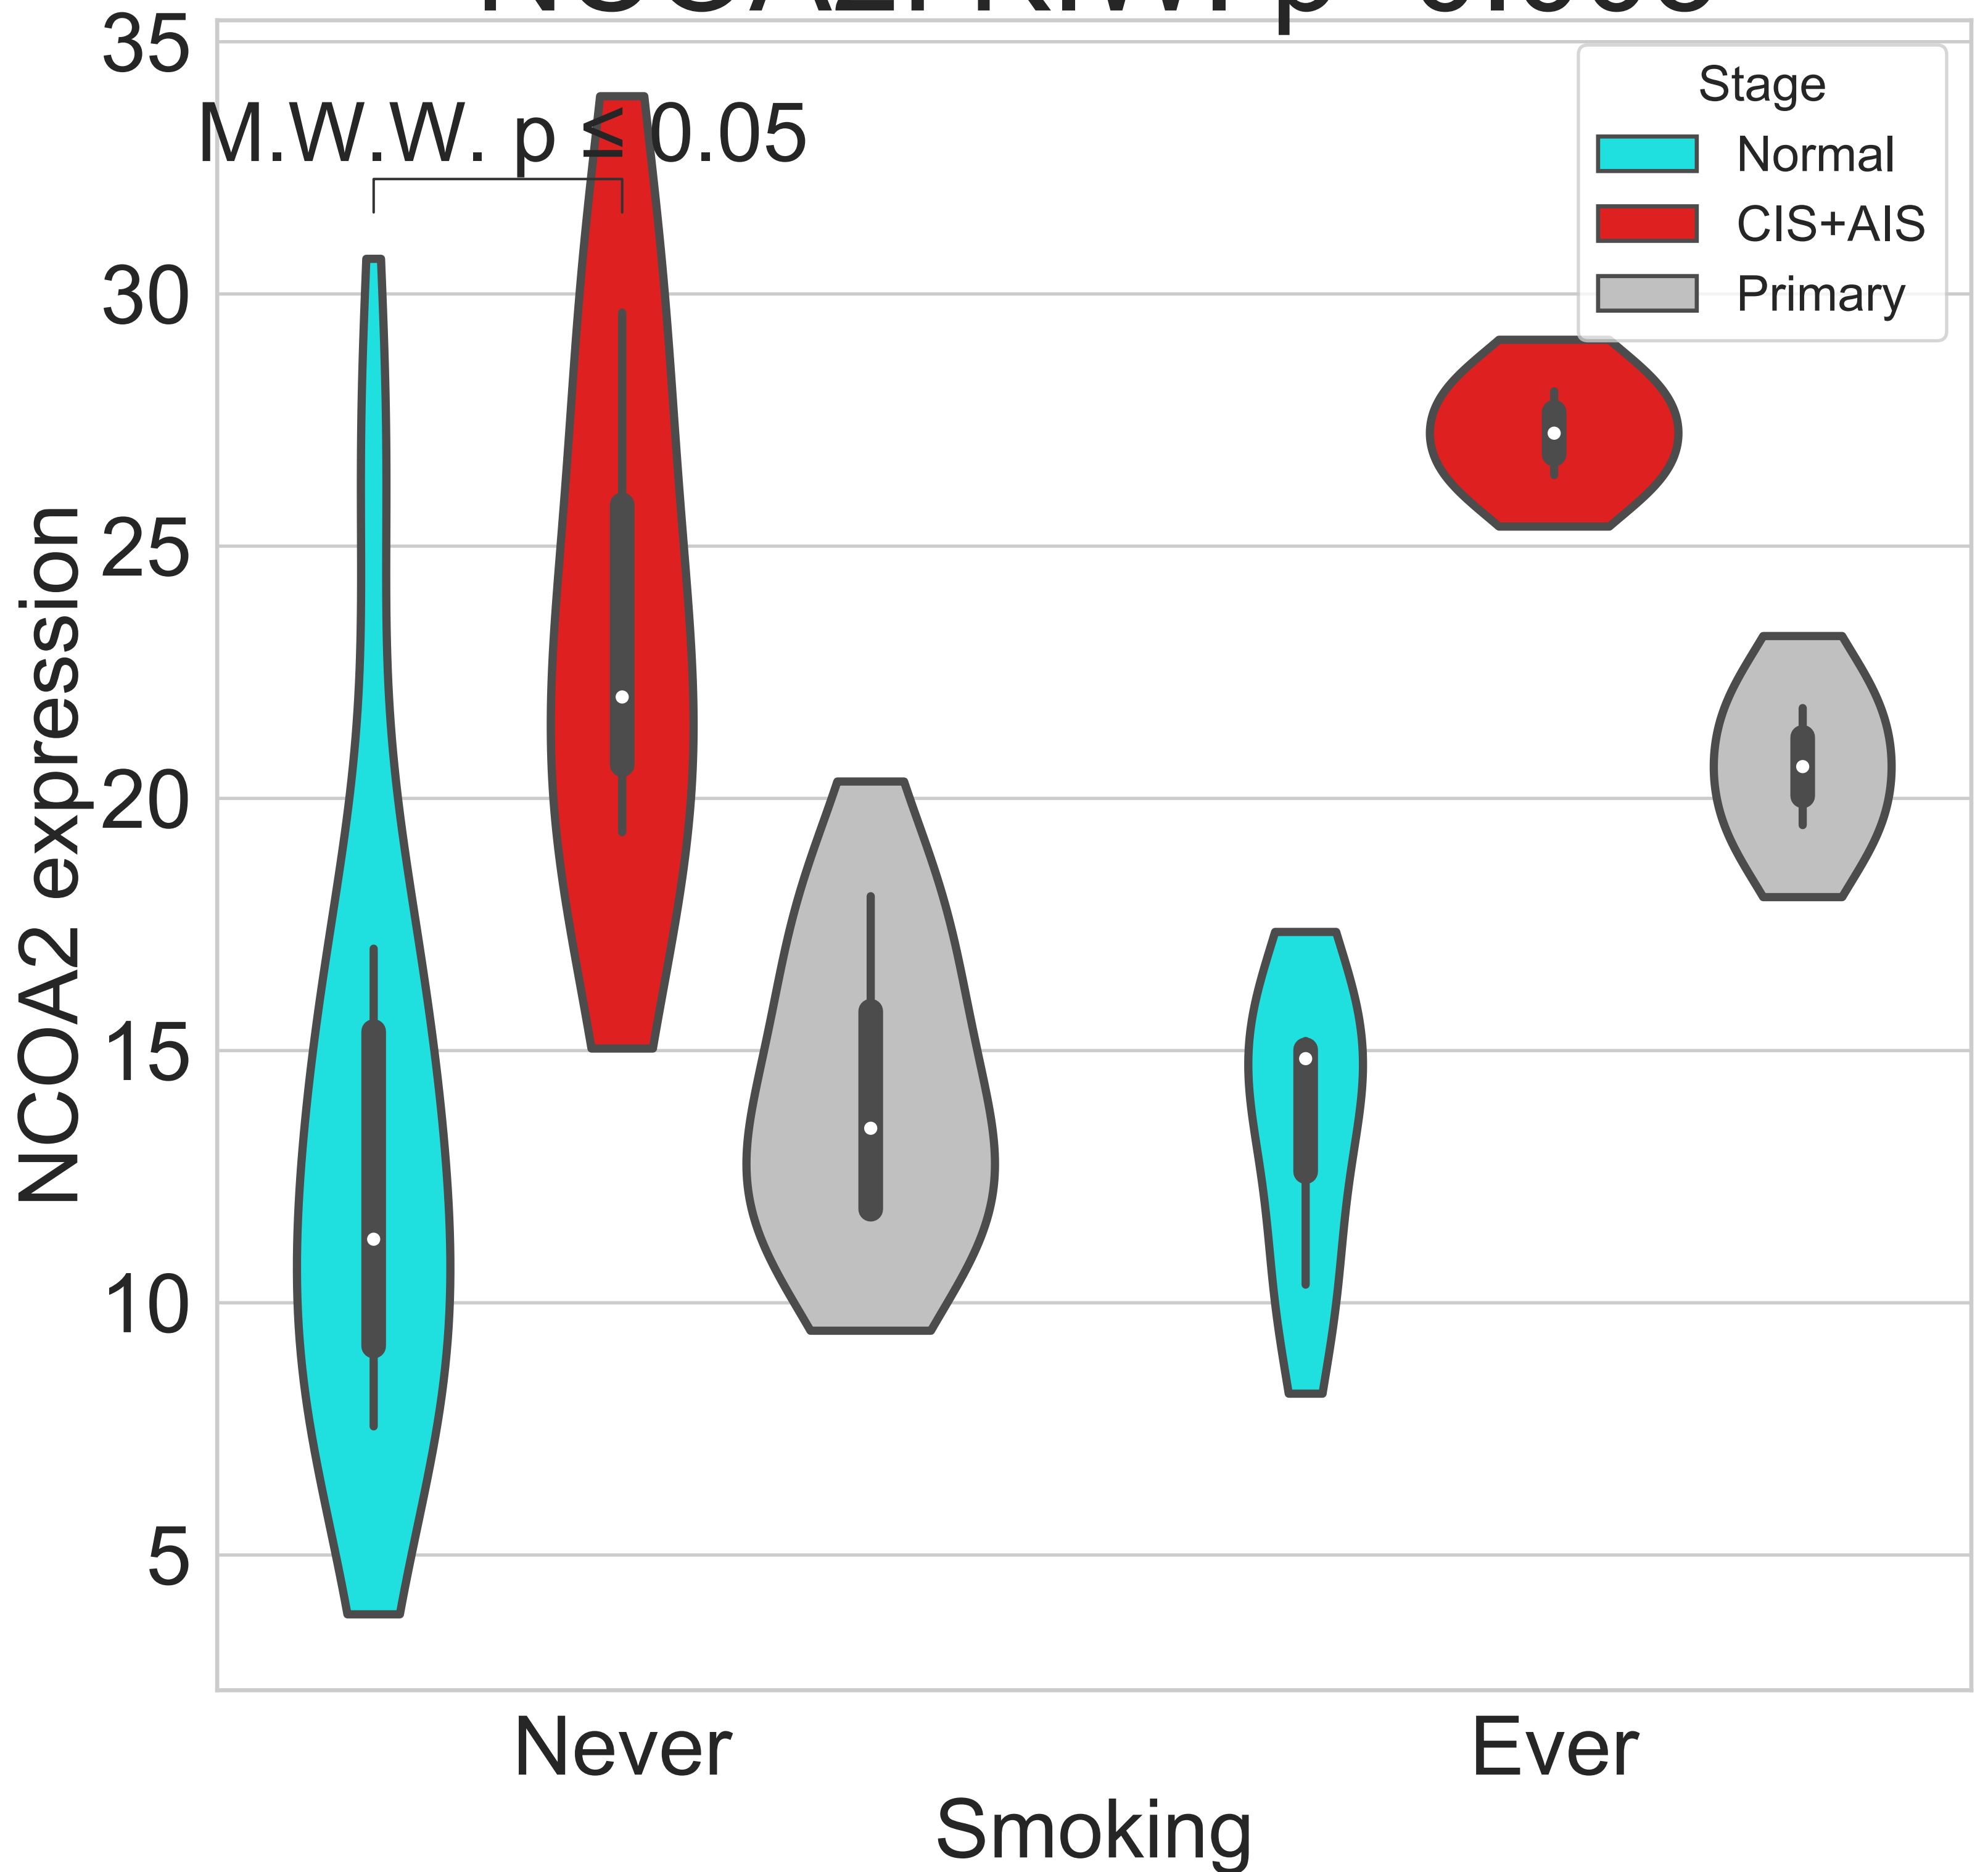 35
M.W.W. p ≤ 0.05
30
25
20
15
10
5
NCOA2 expression
Stage
Normal
CIS+AIS
Primary
Never
Ever
Smoking